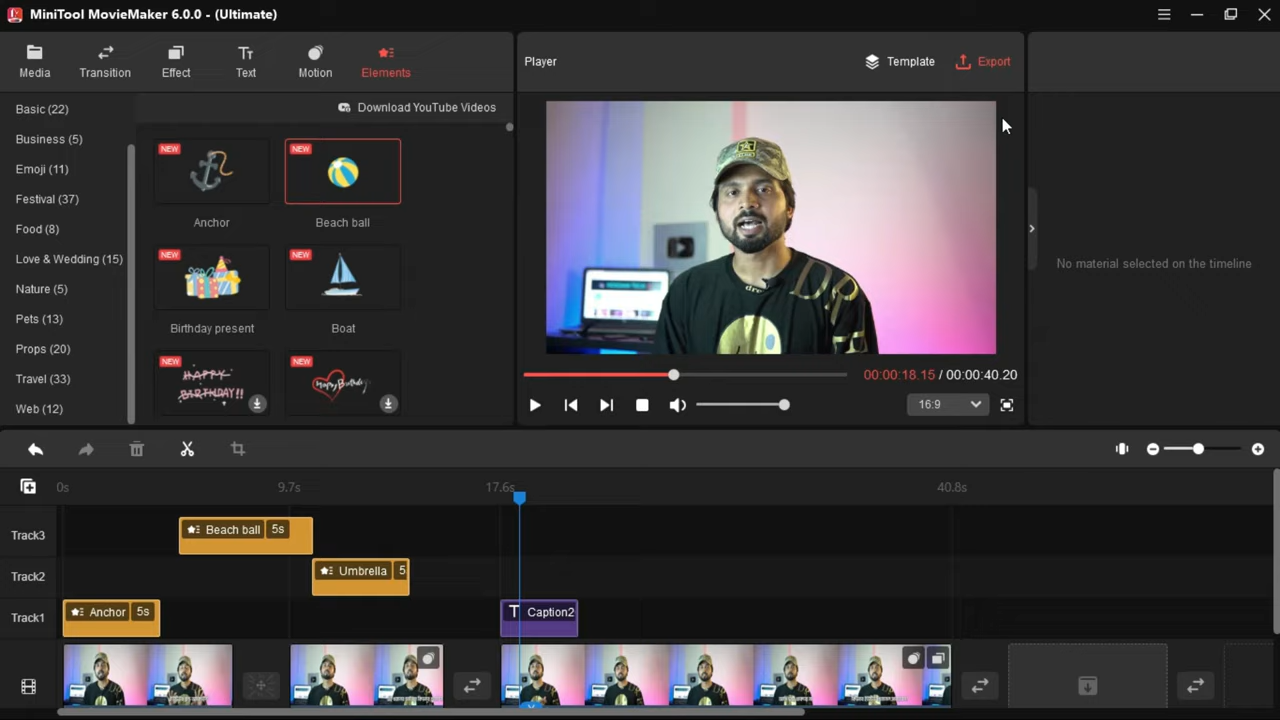 MiniTool MovieMaker 6.0.0 - (Ultimate)
Media
Transition
Effect
Text
Motion
Elements
Player
Template
Export
Basic (22)
Business (5)
Emoji (11)
Festival (37)
Food (8)
Love & Wedding (15)
Nature (5)
Pets (13)
Props (20)
Travel (33)
Web (12)
Download YouTube Videos
NEW
Anchor
NEW
Beach ball
NEW
Birthday present
NEW
Boat
NEW
HAPPY
BIRTHDAY!!
NEW
Happy Birthday
No material selected on the timeline
00:00:18.15 / 00:00:40.20
16:9
0s
9.7s
17.6s
40.8s
Track3
Beach ball 5s
Track2
Umbrella 5
Track1
Anchor 5s
T Caption2